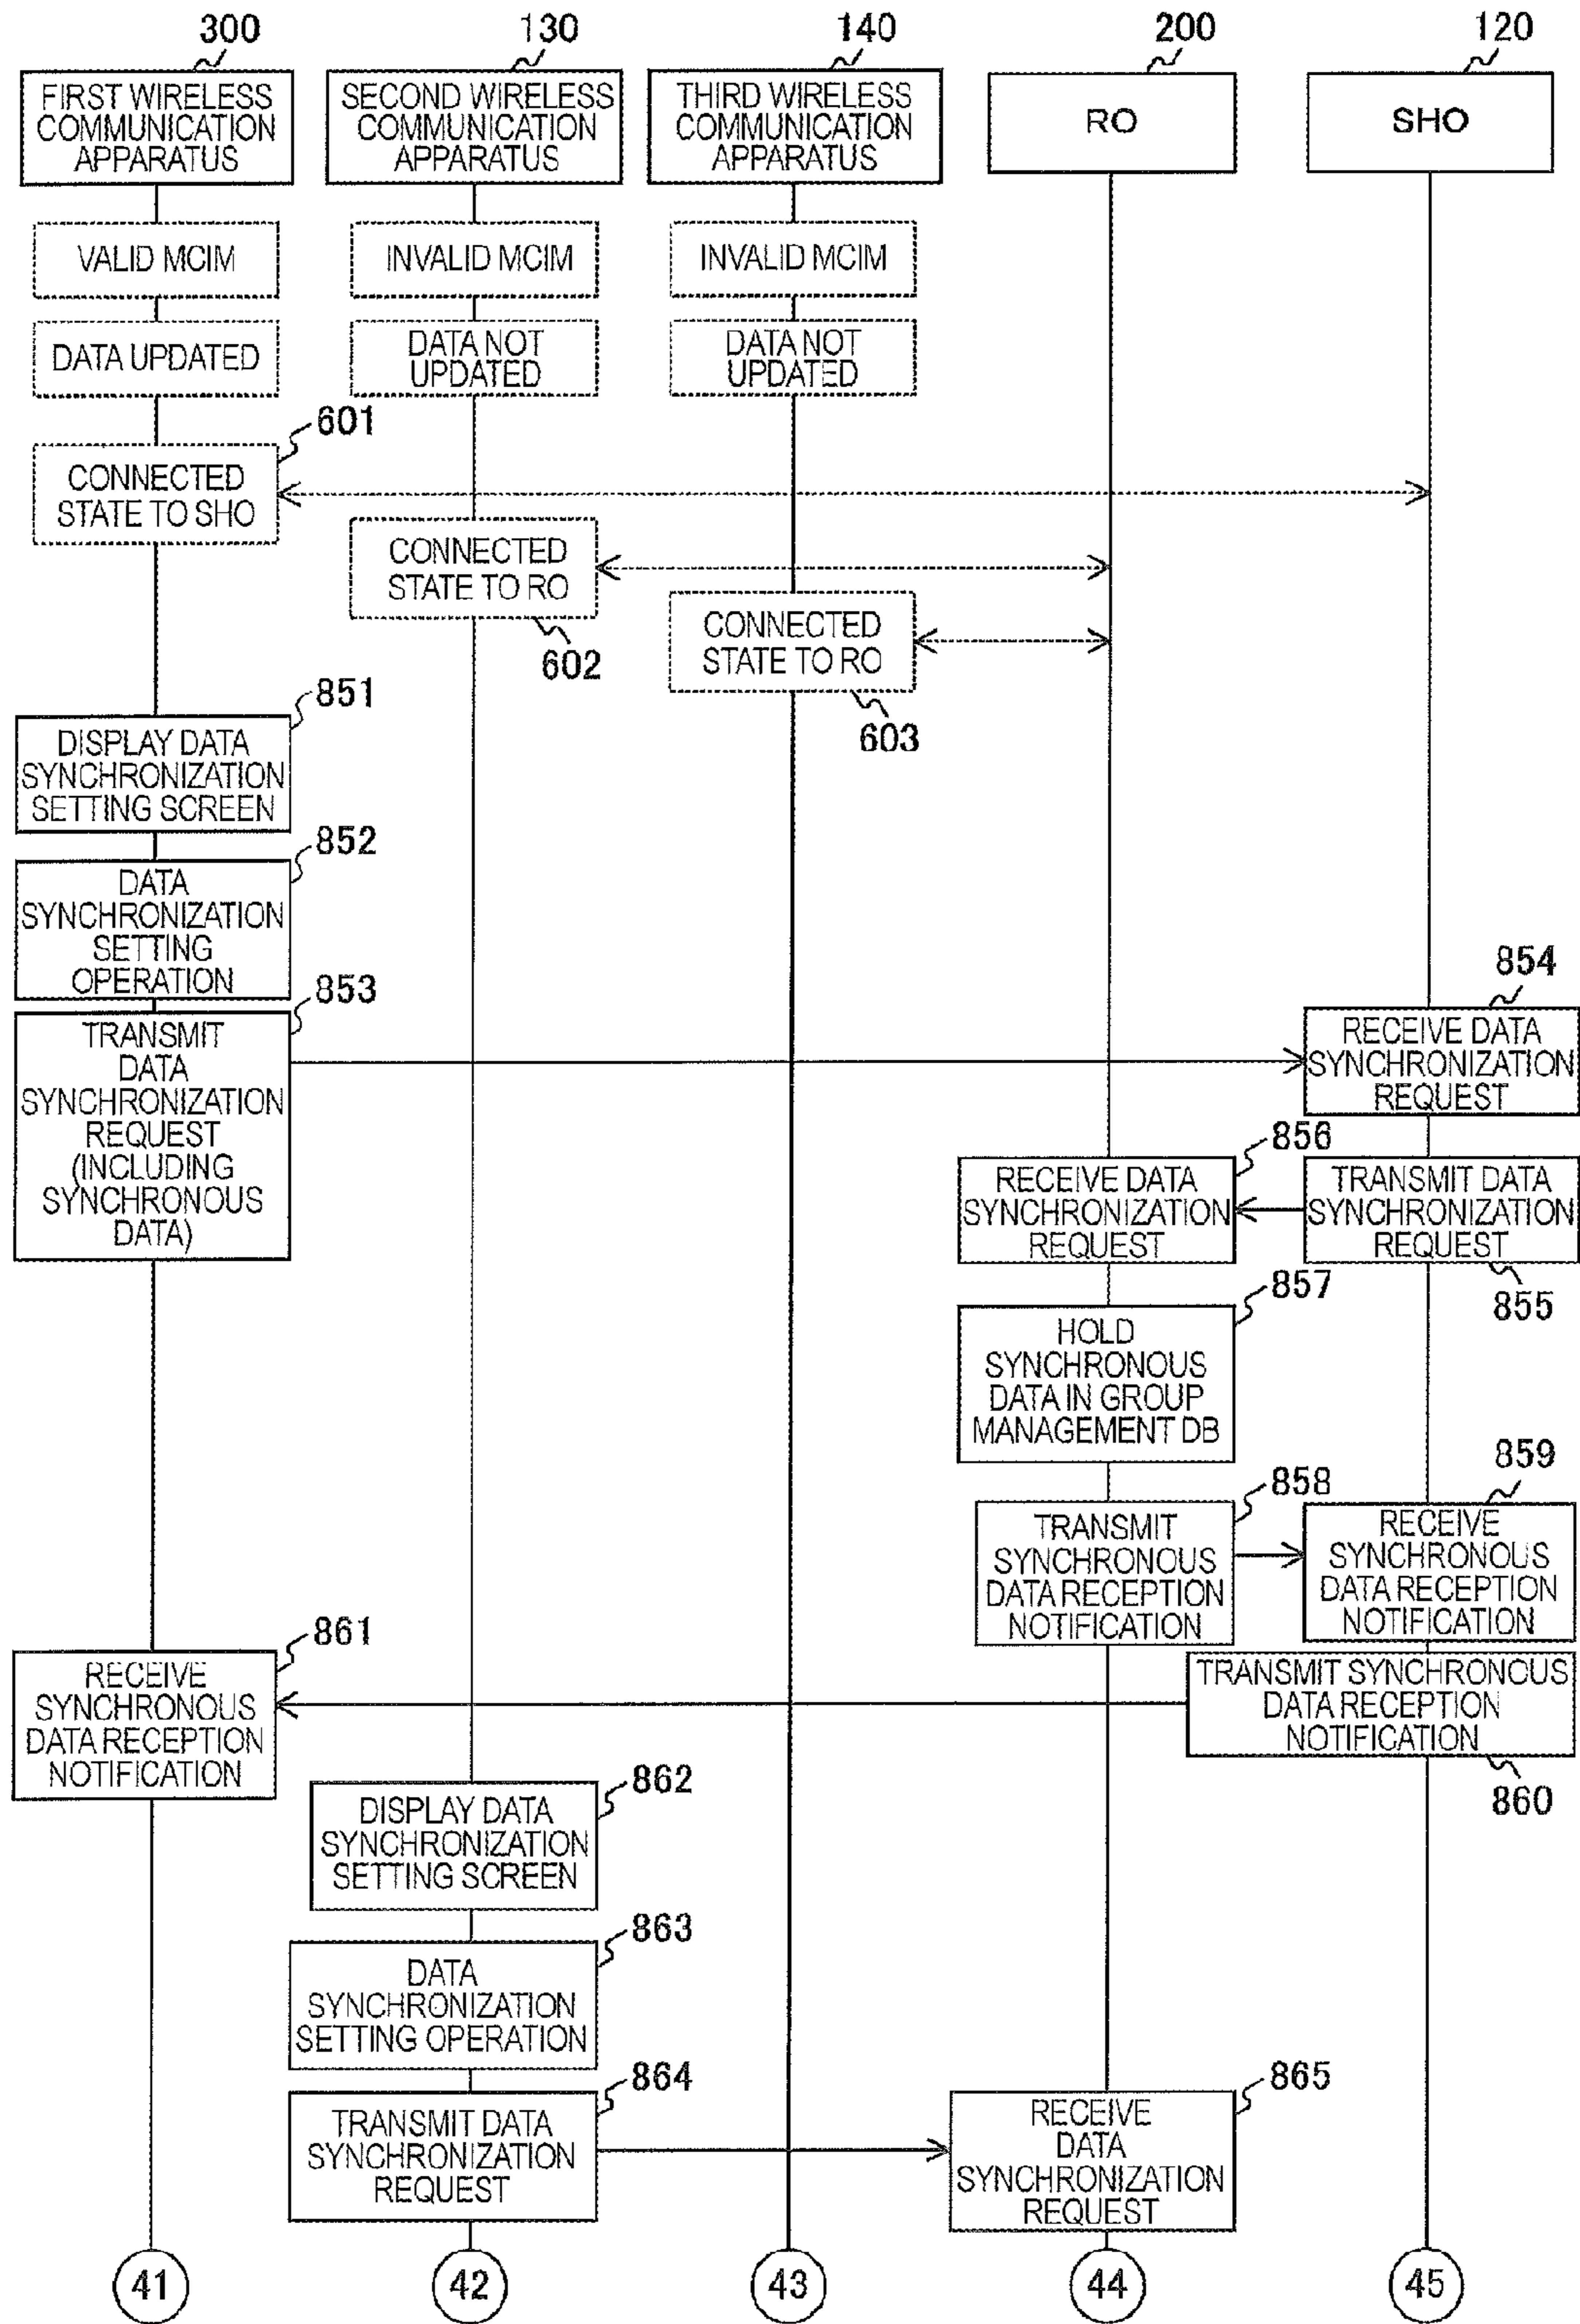 300
130
140
200
120
FIRST WIRELESS
COMMUNICATION
APPARATUS
SECOND WIRELESS
COMMUNICATION
APPARATUS
THIRD WIRELESS
COMMUNICATION
APPARATUS
RO
SHO
VALID MCIM
INVALID MCIM
INVALID MCIM
DATA UPDATED
DATA NOT
UPDATED
DATA NOT
UPDATED
601
CONNECTED
STATE TO SHO
CONNECTED
STATE TO RO
602
CONNECTED
STATE TO RO
603
851
DISPLAY DATA
SYNCHRONIZATION
SETTING SCREEN
852
DATA
SYNCHRONIZATION
SETTING
OPERATION
853
TRANSMIT
DATA
SYNCHRONIZATION
REQUEST
(INCLUDING
SYNCHRONOUS
DATA)
854
RECEIVE DATA
SYNCHRONIZATION
REQUEST
856
RECEIVE DATA
SYNCHRONIZATION
REQUEST
TRANSMIT DATA
SYNCHRONIZATION
REQUEST
855
857
HOLD
SYNCHRONOUS
DATA IN GROUP
MANAGEMENT DB
858
TRANSMIT
SYNCHRONOUS
DATA RECEPTION
NOTIFICATION
859
RECEIVE
SYNCHRONOUS
DATA RECEPTION
NOTIFICATION
861
RECEIVE
SYNCHRONOUS
DATA RECEPTION
NOTIFICATION
TRANSMIT SYNCHRONOUS
DATA RECEPTION
NOTIFICATION
860
862
DISPLAY DATA
SYNCHRONIZATION
SETTING SCREEN
863
DATA
SYNCHRONIZATION
SETTING OPERATION
864
TRANSMIT DATA
SYNCHRONIZATION
REQUEST
865
RECEIVE
DATA
SYNCHRONIZATION
REQUEST
41
42
43
44
45